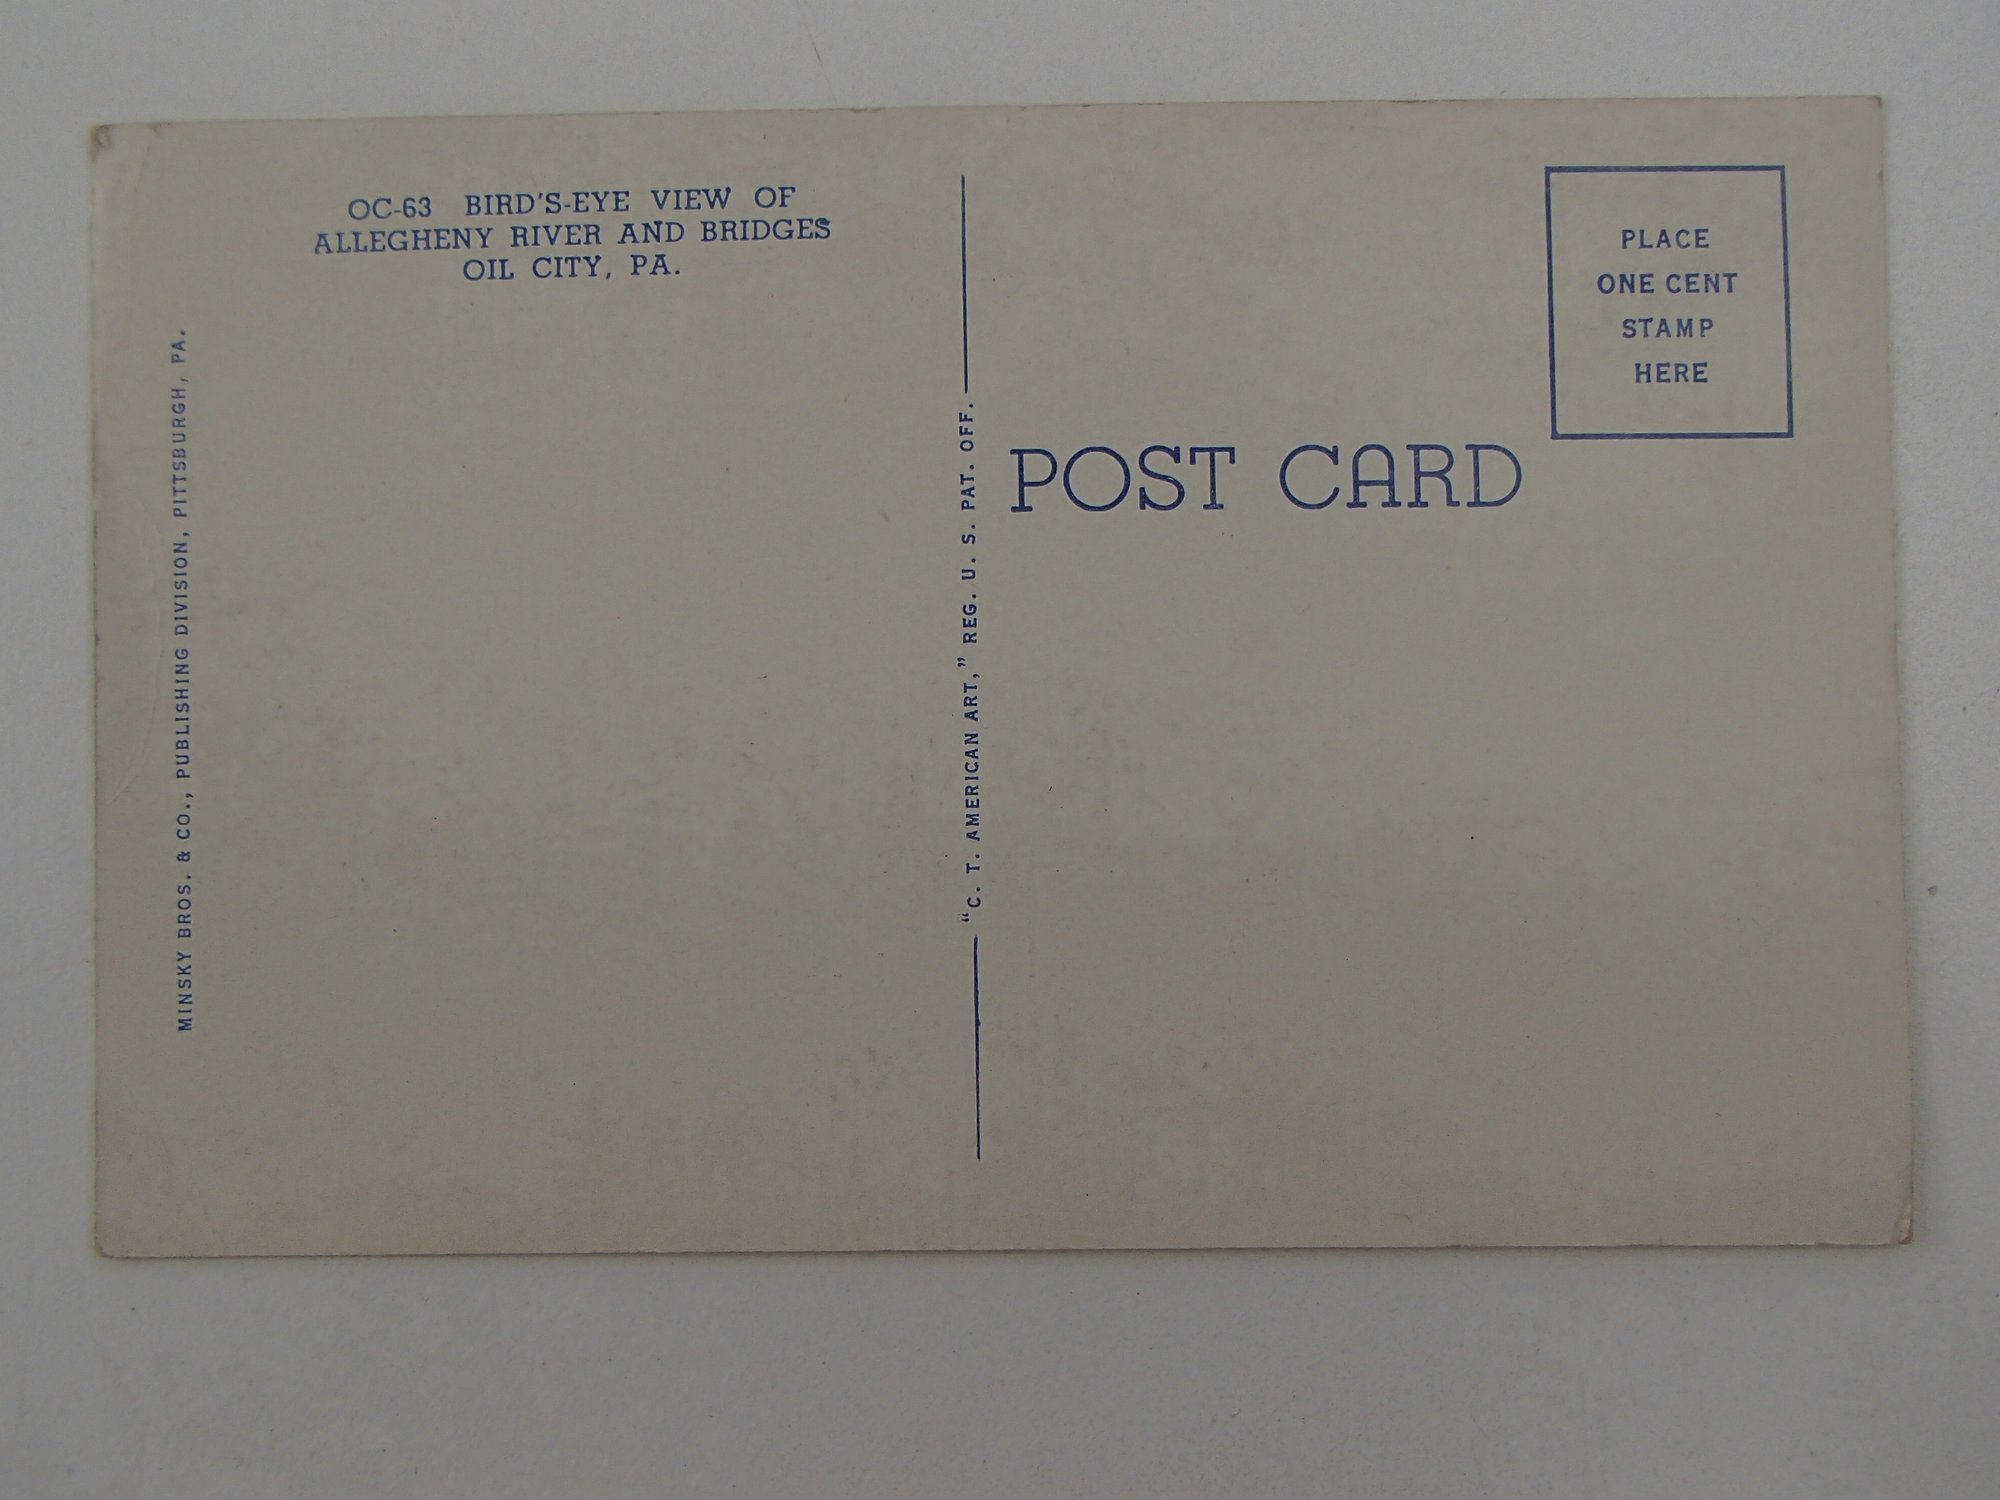 OC-63 BIRD'S-EYE VIEW OF
ALLEGHENY RIVER AND BRIDGES
OIL CITY, PA.
MINSKY BROS. & CO., PUBLISHING DIVISION, PITTSBURGH, PA.
“C. T. AMERICAN ART,” REG. U. S. PAT. OFF.
POST CARD
PLACE
ONE CENT
STAMP
HERE